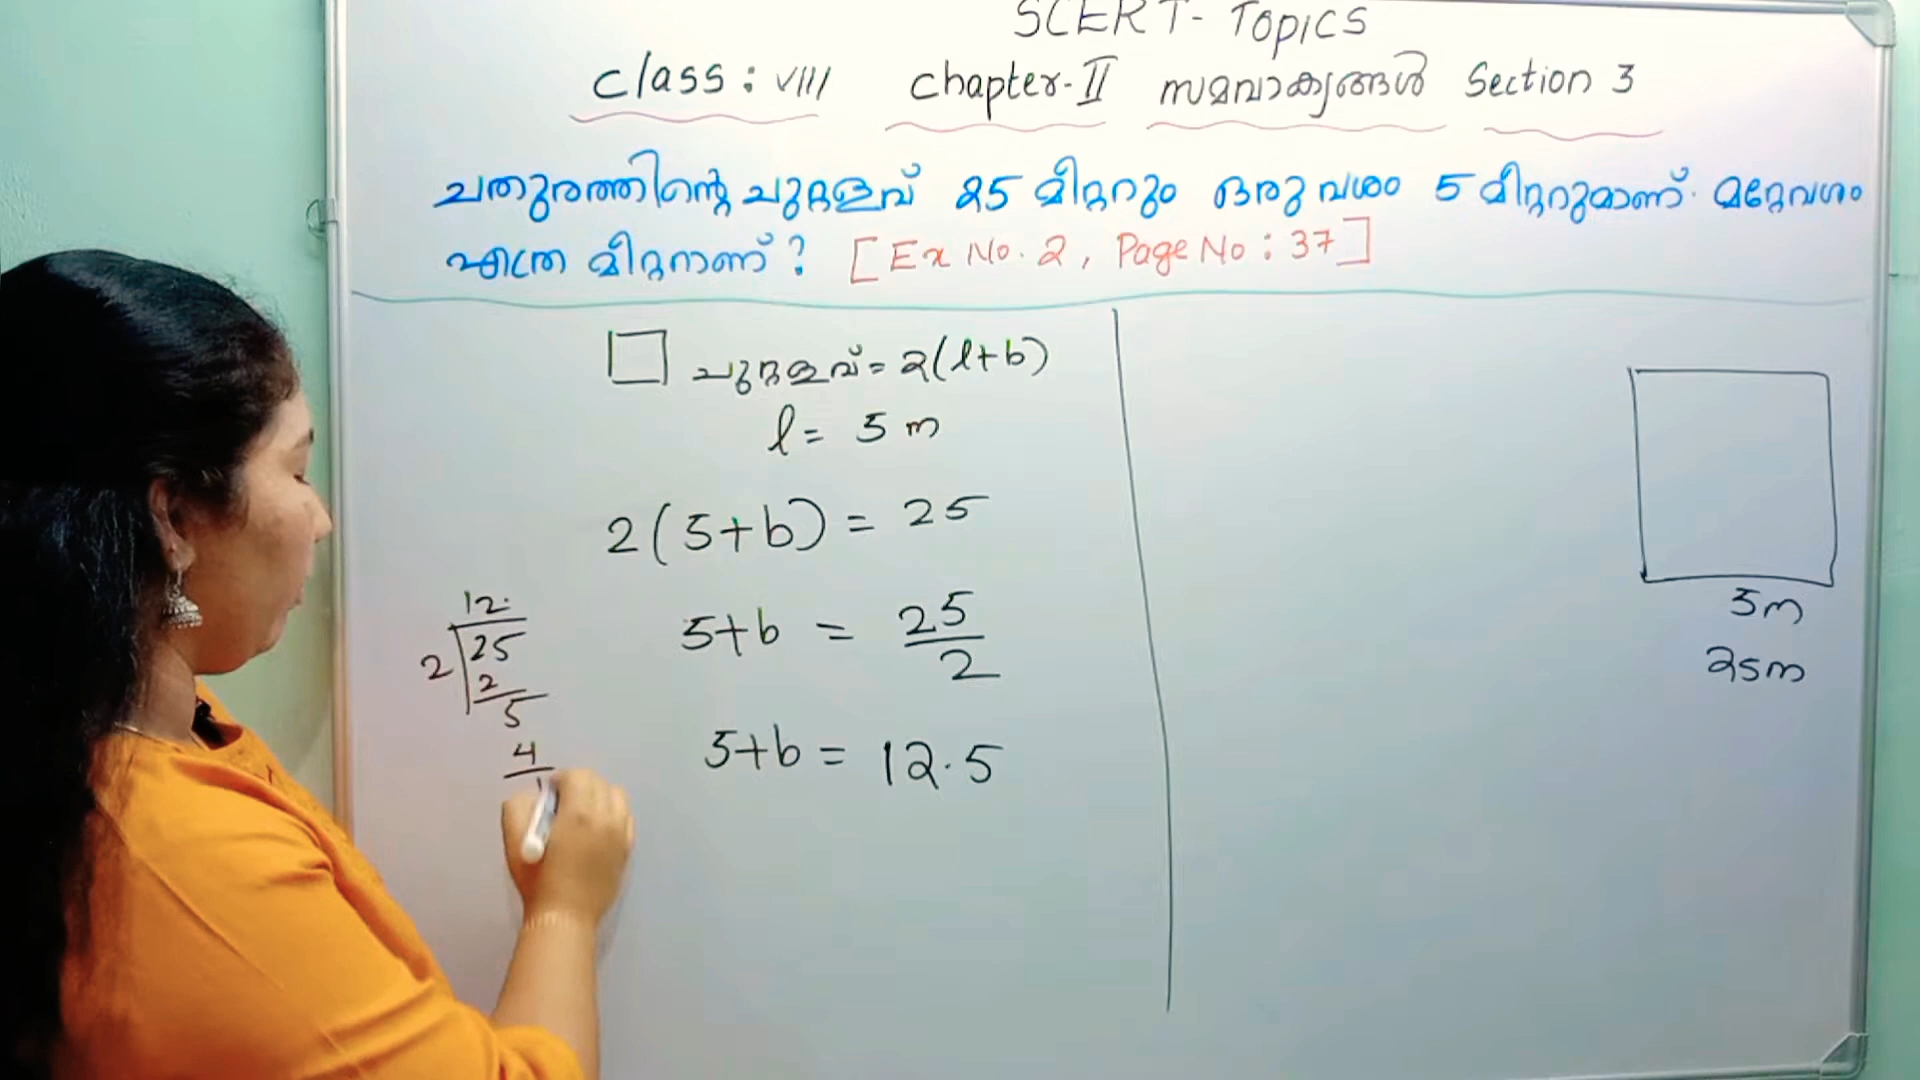 SCERT- TOPICS
Class: VIII Chapter-II സമവാക്യങ്ങൾ Section 3
ചതുരത്തിന്റെ ചുറ്റളവ് 25 മീറ്ററും ഒരു വശം 5 മീറ്ററുമാണ്. മറ്റേവശം
എത്ര മീറ്ററാണ്? [Ex No. 2, Page No: 37]
ചുറ്റളവ് = 2(l+b)
l = 5 m
2(5+b) = 25
5+b = 25/2
5+b = 12.5
12.
2 25
2
5
4
1
5m
25m